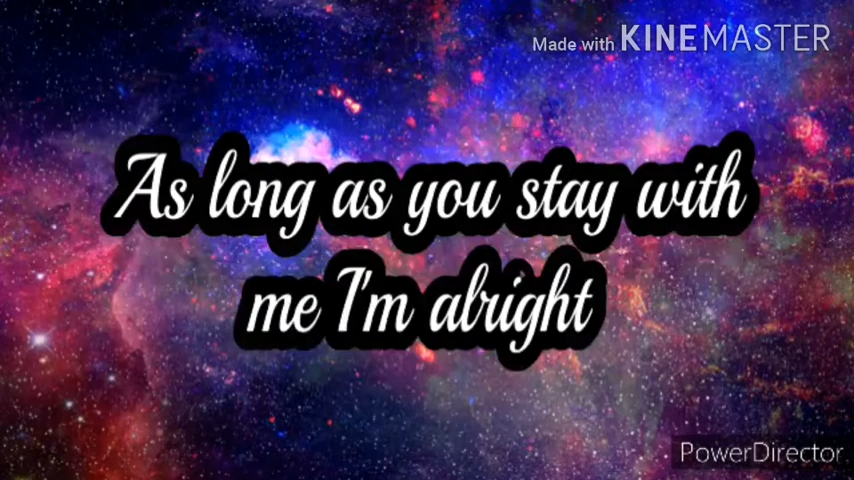 Made with KINEMASTER
As long as you stay with
me I'm alright
PowerDirector